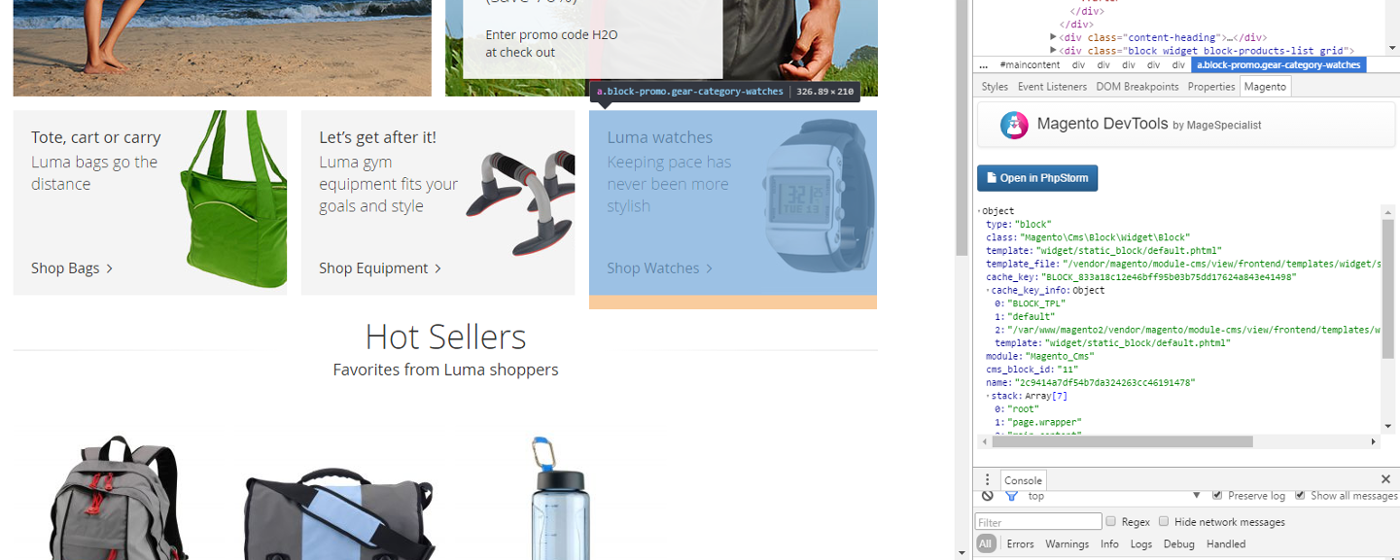 Enter promo code H2O
at check out
a.block-promo.gear-category-watches 326.89×210
Tote, cart or carry
Luma bags go the
distance
Shop Bags
Let's get after it!
Luma gym
equipment fits your
goals and style
Shop Equipment
Luma watches
Keeping pace has
never been more
stylish
Shop Watches
Hot Sellers
Favorites from Luma shoppers
</div>
</div>
<div class="content-heading">…</div>
<div class="block widget block-products-list grid">
... #maincontent div div div div div a.block-promo.gear-category-watches
Styles Event Listeners DOM Breakpoints Properties Magento
Magento DevTools by MageSpecialist
Open in PhpStorm
Object
type: "block"
class: "Magento\Cms\Block\Widget\Block"
template: "widget/static_block/default.phtml"
template_file: "/vendor/magento/module-cms/view/frontend/templates/widget/s
cache_key: "BLOCK_833a18c12e46bff95b03b75dd17624a843e41498"
cache_key_info: Object
0: "BLOCK_TPL"
1: "default"
2: "/var/www/magento2/vendor/magento/module-cms/view/frontend/templates/w
template: "widget/static_block/default.phtml"
module: "Magento_Cms"
cms_block_id: "11"
name: "2c9414a7df54b7da324263cc46191478"
stack: Array[7]
0: "root"
1: "page.wrapper"
Console
top Preserve log Show all messages
Filter Regex Hide network messages
All Errors Warnings Info Logs Debug Handled